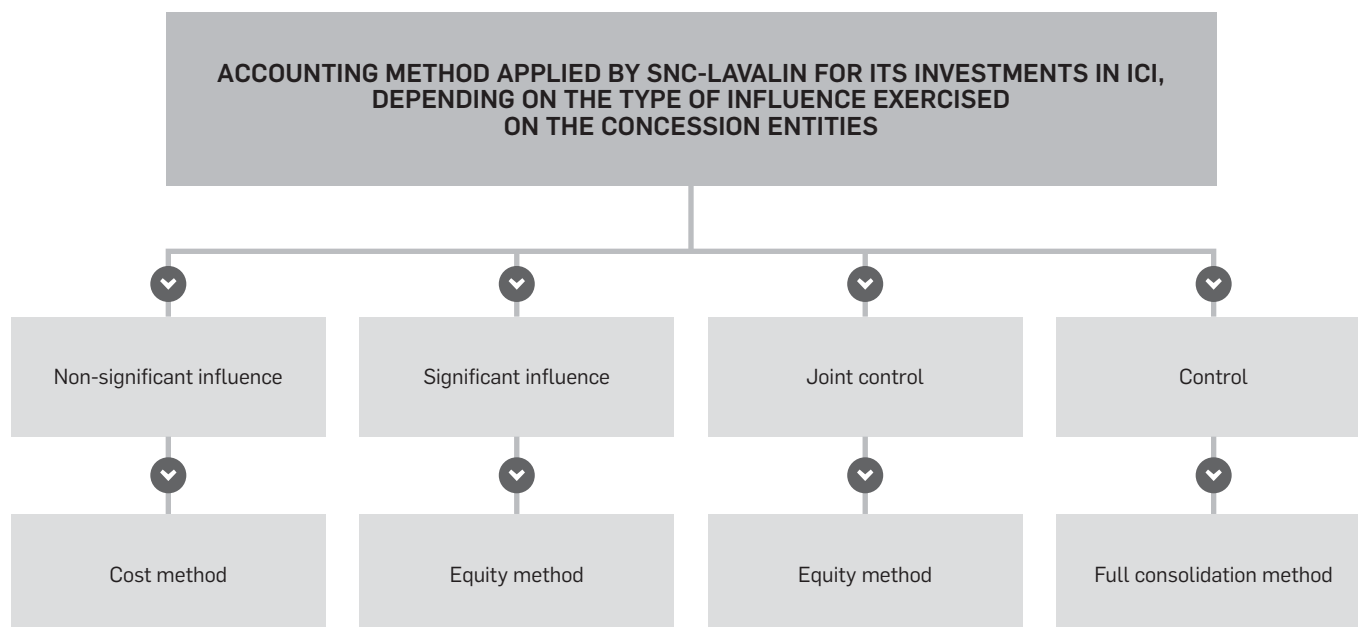 ACCOUNTING METHOD APPLIED BY SNC-LAVALIN FOR ITS INVESTMENTS IN ICI,
DEPENDING ON THE TYPE OF INFLUENCE EXERCISED
ON THE CONCESSION ENTITIES
Non-significant influence
Significant influence
Joint control
Control
Cost method
Equity method
Equity method
Full consolidation method